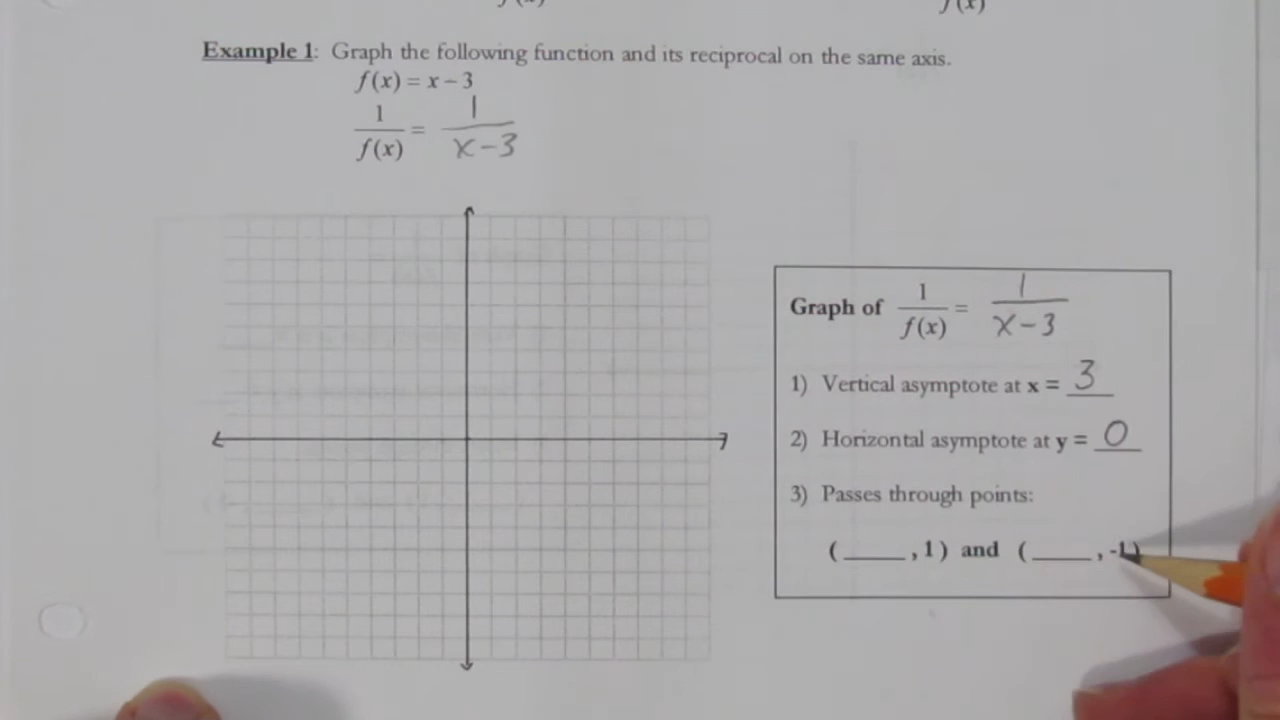 f(x)
f(x)
Example 1: Graph the following function and its reciprocal on the same axis.
f(x) = x – 3
1/f(x) = 1/x–3
Graph of 1/f(x) = 1/x–3
1) Vertical asymptote at x = 3
2) Horizontal asymptote at y = 0
3) Passes through points:
( ____ , 1 ) and ( ____ , -1)